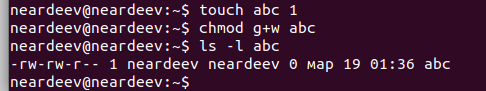 neardeev@neardeev:~$ touch abc 1
neardeev@neardeev:~$ chmod g+w abc
neardeev@neardeev:~$ ls -l abc
-rw-rw-r-- 1 neardeev neardeev 0 мар 19 01:36 abc
neardeev@neardeev:~$